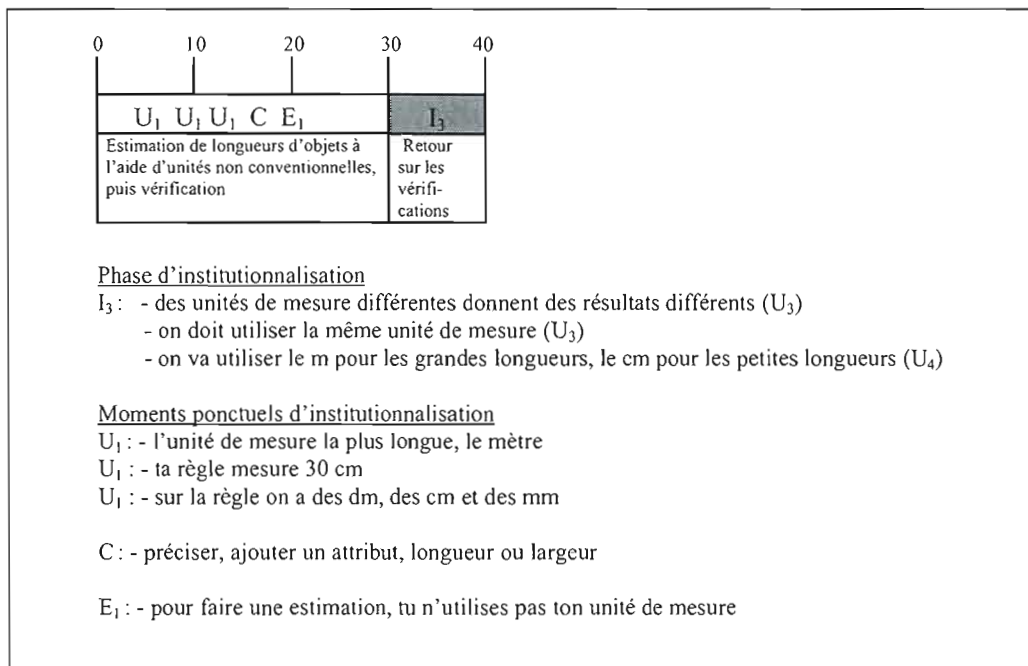 0 10 20 30 40
U₁ U₁ U₁ C E₁ I₃
Estimation de longueurs d'objets à
l'aide d'unités non conventionnelles,
puis vérification
Retour
sur les
vérifi-
cations
Phase d'institutionnalisation
I₃ : - des unités de mesure différentes donnent des résultats différents (U₃)
- on doit utiliser la même unité de mesure (U₃)
- on va utiliser le m pour les grandes longueurs, le cm pour les petites longueurs (U₄)
Moments ponctuels d'institutionnalisation
U₁ : - l'unité de mesure la plus longue, le mètre
U₁ : - ta règle mesure 30 cm
U₁ : - sur la règle on a des dm, des cm et des mm
C : - préciser, ajouter un attribut, longueur ou largeur
E₁ : - pour faire une estimation, tu n'utilises pas ton unité de mesure